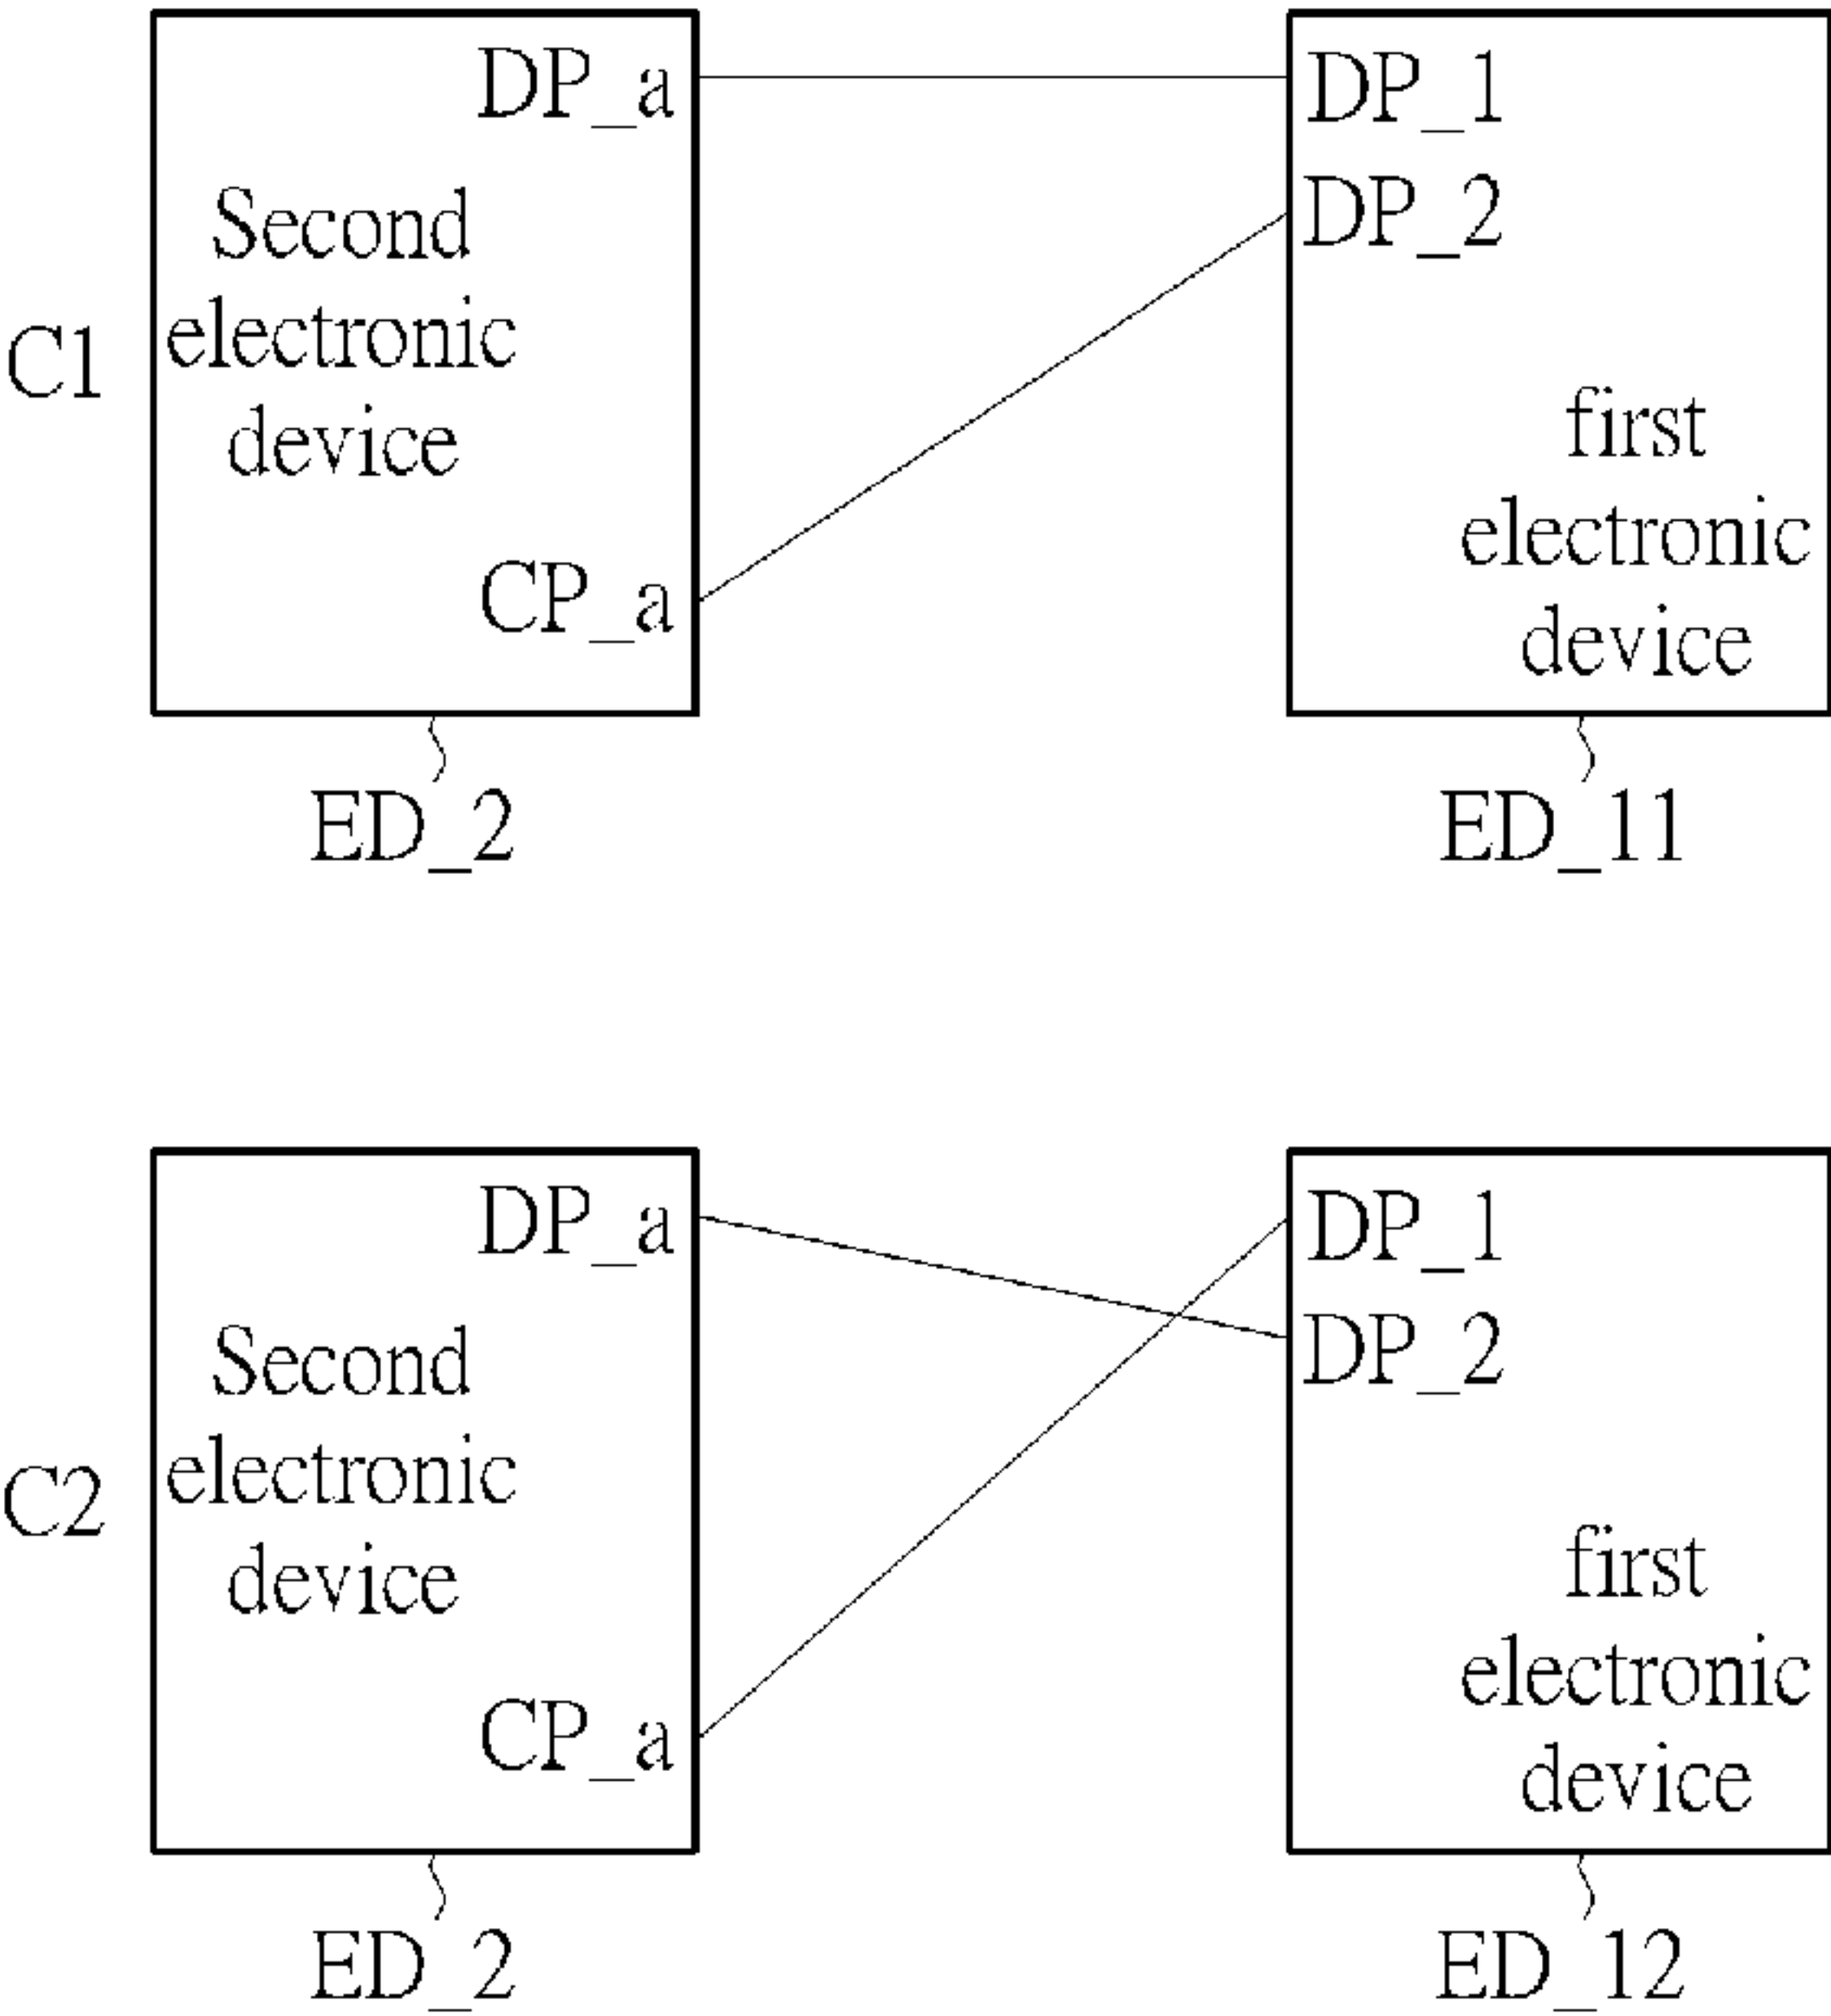 DP_a
Second
electronic
device
CP_a
C1
ED_2
DP_1
DP_2
first
electronic
device
ED_11
DP_a
Second
electronic
device
CP_a
C2
ED_2
DP_1
DP_2
first
electronic
device
ED_12